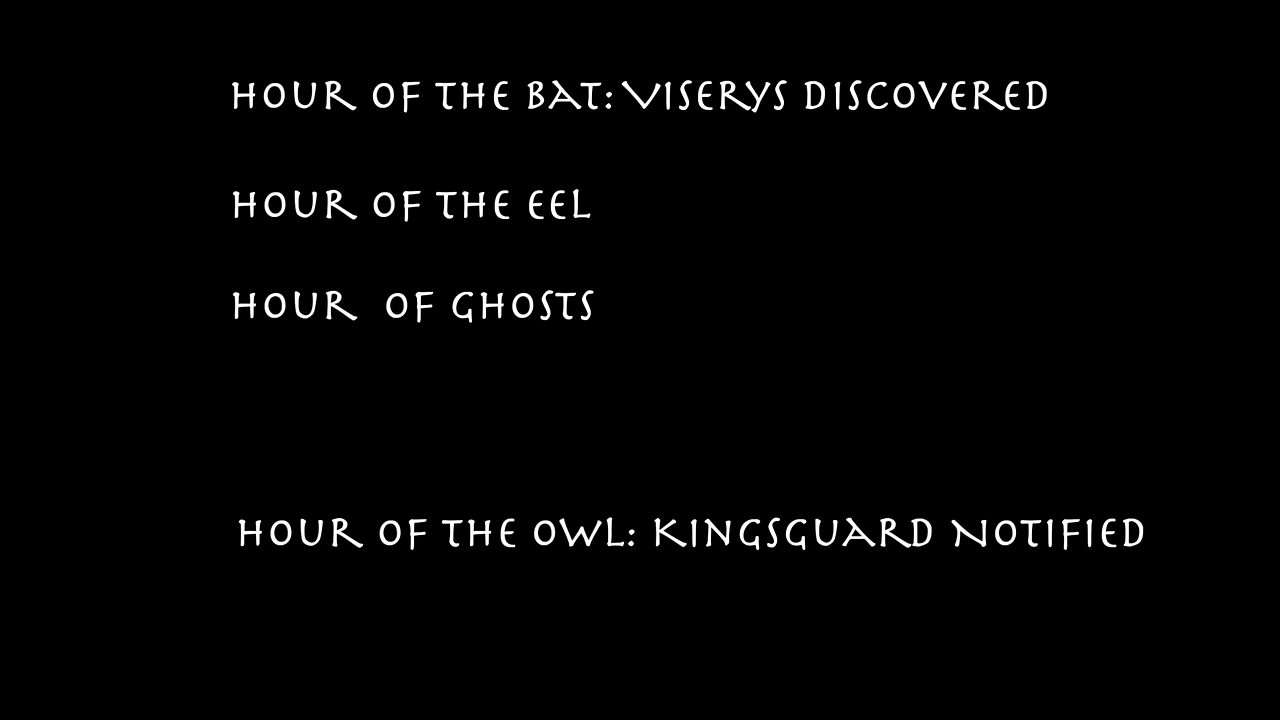 HOUR OF THE BAT: VISERYS DISCOVERED
HOUR OF THE EEL
HOUR OF GHOSTS
HOUR OF THE OWL: KINGSGUARD NOTIFIED